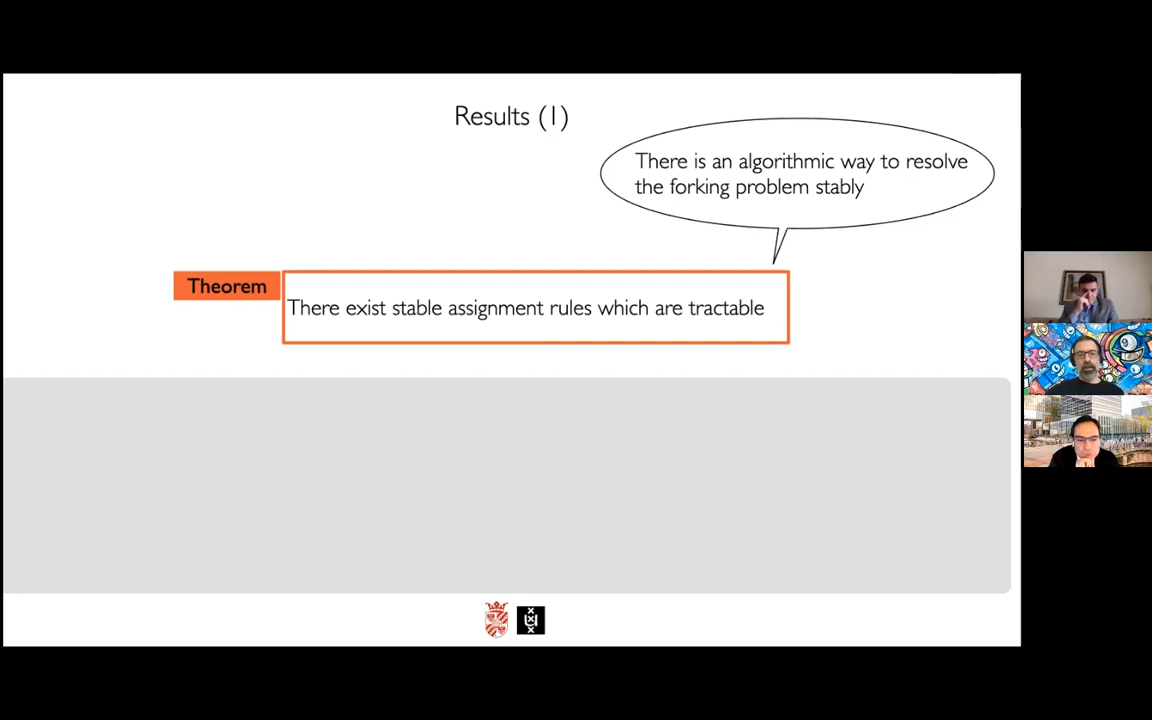 Results (1)
There is an algorithmic way to resolve
the forking problem stably
Theorem
There exist stable assignment rules which are tractable